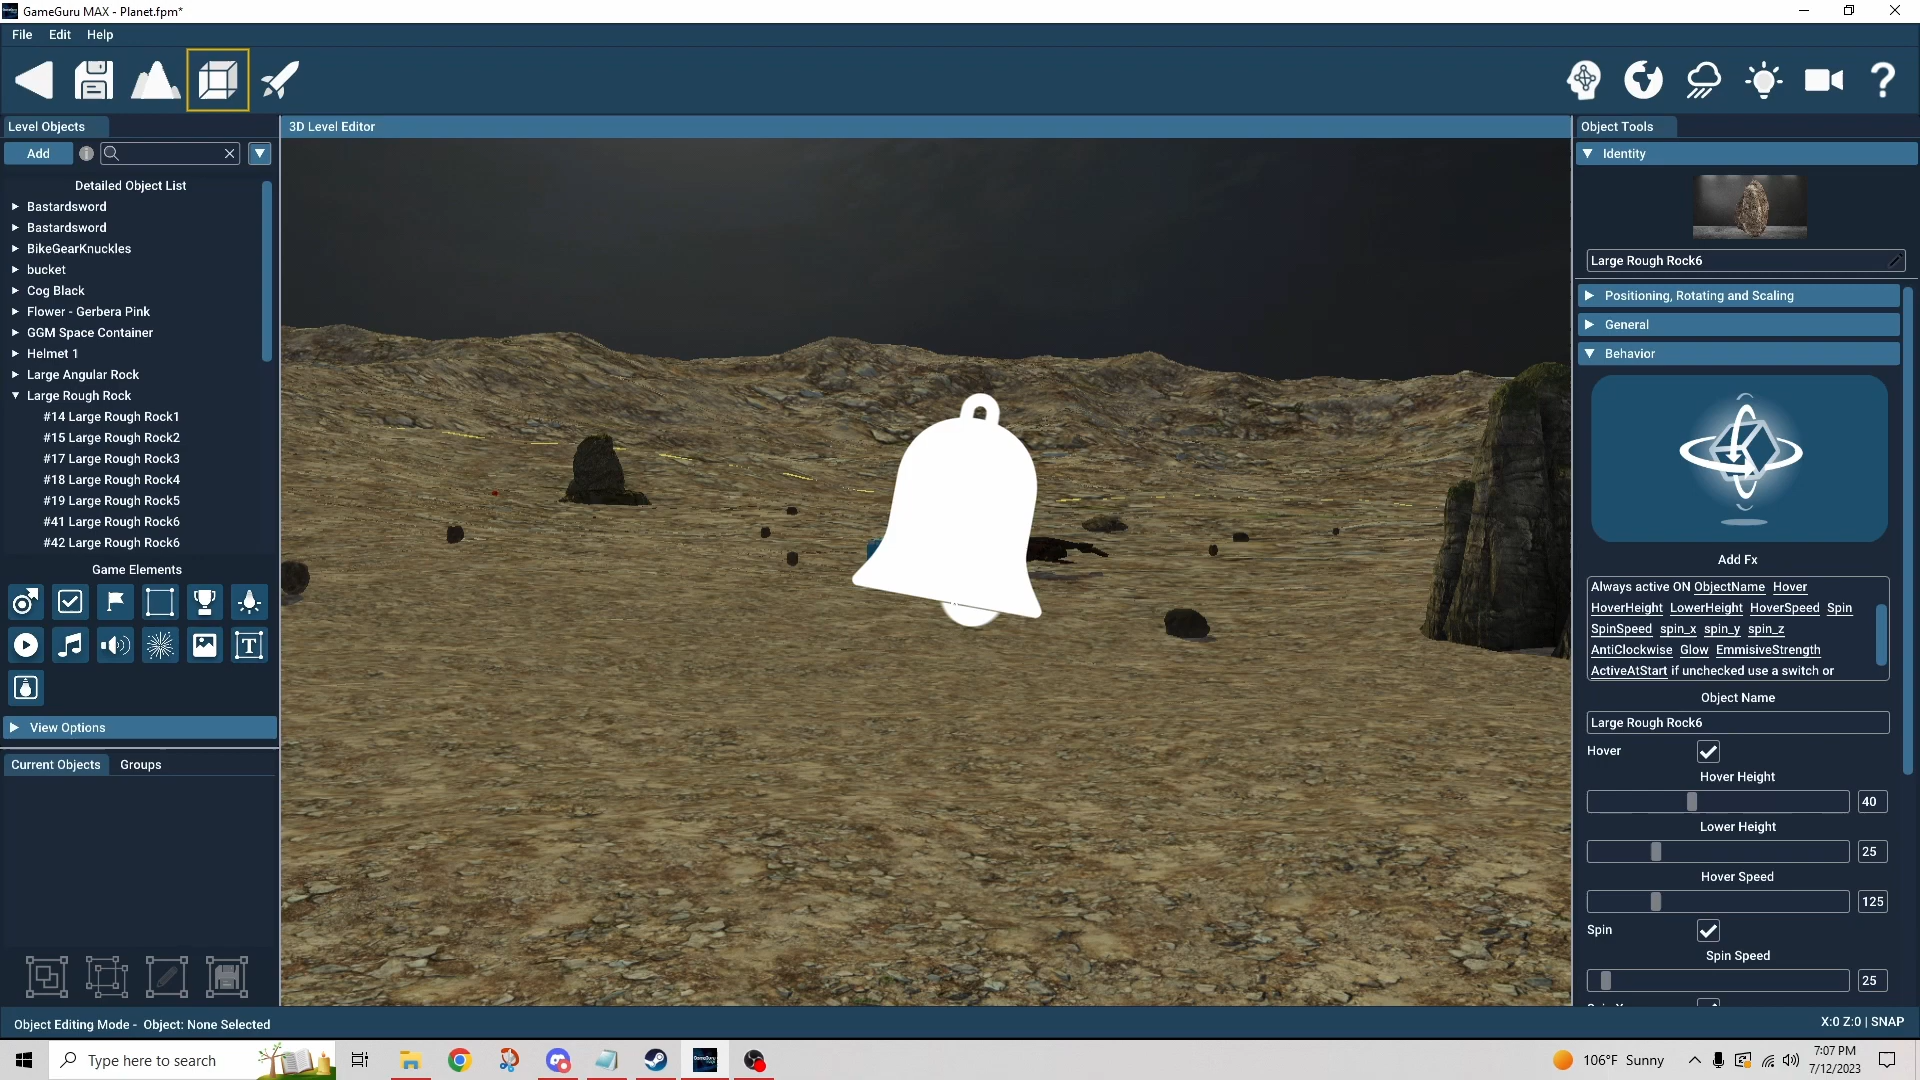 GameGuru MAX - Planet.fpm*
File Edit Help
Level Objects
3D Level Editor
Object Tools
Add
Detailed Object List
Bastardsword
Bastardsword
BikeGearKnuckles
bucket
Cog Black
Flower - Gerbera Pink
GGM Space Container
Helmet 1
Large Angular Rock
Large Rough Rock
#14 Large Rough Rock1
#15 Large Rough Rock2
#17 Large Rough Rock3
#18 Large Rough Rock4
#19 Large Rough Rock5
#41 Large Rough Rock6
#42 Large Rough Rock6
Game Elements
View Options
Current Objects Groups
Identity
Large Rough Rock6
Positioning, Rotating and Scaling
General
Behavior
Add Fx
Always active ON ObjectName Hover
HoverHeight LowerHeight HoverSpeed Spin
SpinSpeed spin_x spin_y spin_z
AntiClockwise Glow EmmisiveStrength
ActiveAtStart if unchecked use a switch or
Object Name
Large Rough Rock6
Hover
Hover Height
40
Lower Height
25
Hover Speed
125
Spin
Spin Speed
25
Object Editing Mode - Object: None Selected
X:0 Z:0 | SNAP
Type here to search
106°F Sunny
7:07 PM
7/12/2023